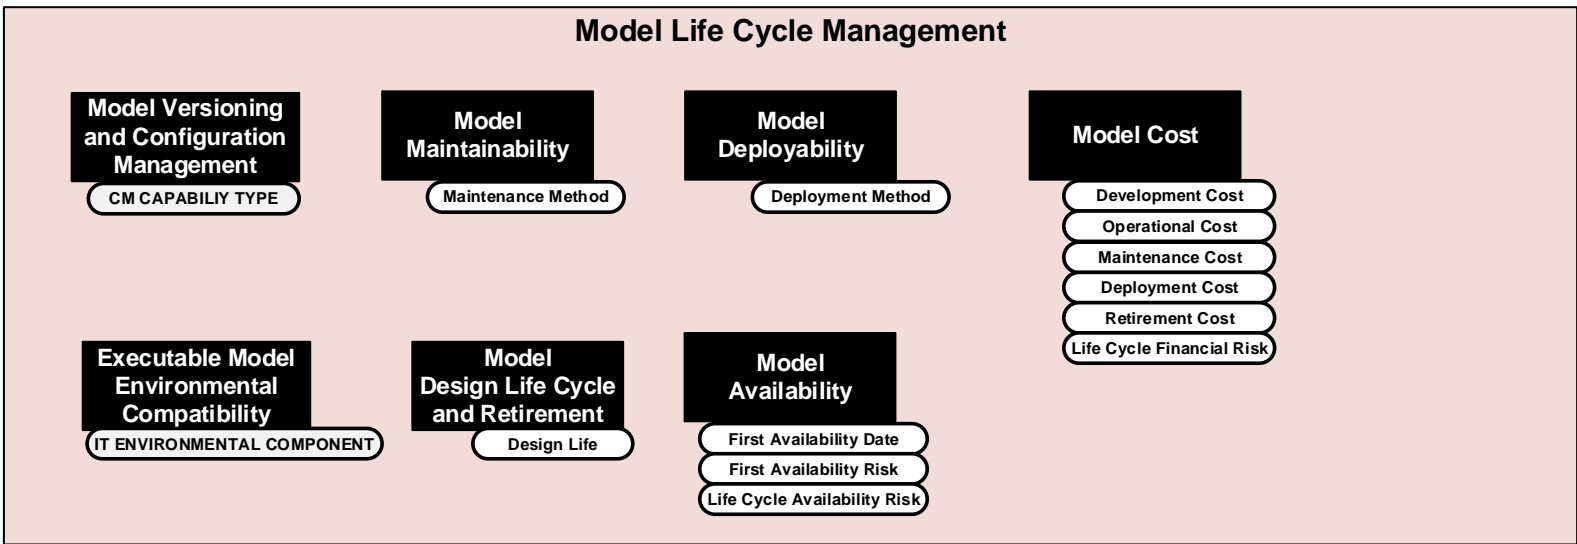 Model Life Cycle Management
Model Versioning
and Configuration
Management
CM CAPABILIY TYPE
Model
Maintainability
Maintenance Method
Model
Deployability
Deployment Method
Model Cost
Development Cost
Operational Cost
Maintenance Cost
Deployment Cost
Retirement Cost
Life Cycle Financial Risk
Executable Model
Environmental
Compatibility
IT ENVIRONMENTAL COMPONENT
Model
Design Life Cycle
and Retirement
Design Life
Model
Availability
First Availability Date
First Availability Risk
Life Cycle Availability Risk